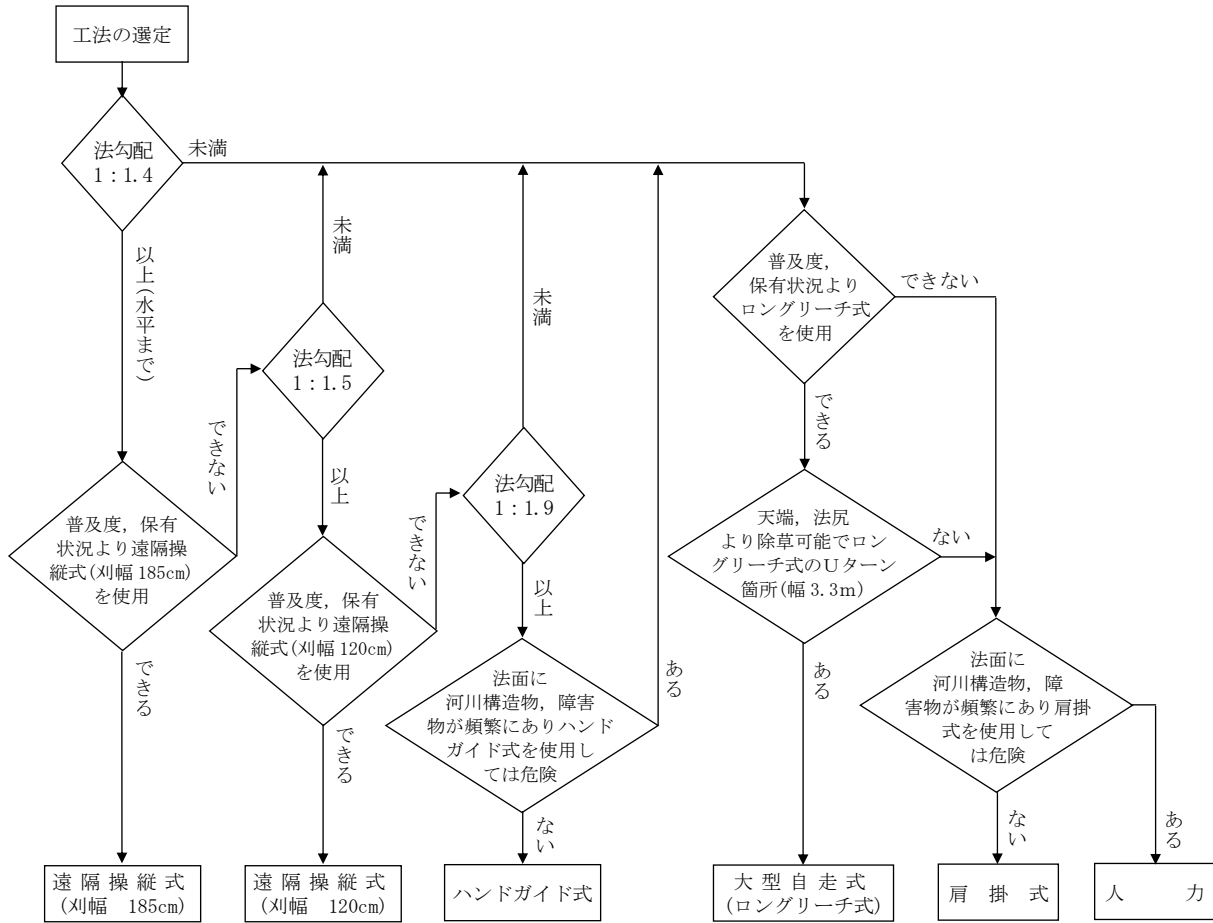 工法の選定
法勾配
1：1.4
未満
以上(水平まで)
普及度，保有
状況より遠隔操
縦式(刈幅 185cm)
を使用
できない
できる
法勾配
1：1.5
未満
以上
普及度，保有
状況より遠隔操
縦式(刈幅 120cm)
を使用
できない
できる
法勾配
1：1.9
未満
以上
法面に
河川構造物，障害
物が頻繁にありハンド
ガイド式を使用し
ては危険
ある
ない
普及度，
保有状況より
ロングリーチ式
を使用
できない
できる
天端，法尻
より除草可能でロン
グリーチ式のＵターン
箇所(幅 3.3ｍ)
ない
ある
法面に
河川構造物，障
害物が頻繁にあり肩掛
式を使用して
は危険
ない
ある
遠隔操縦式
(刈幅　185cm)
遠隔操縦式
(刈幅　120cm)
ハンドガイド式
大型自走式
(ロングリーチ式)
肩　掛　式
人　　力